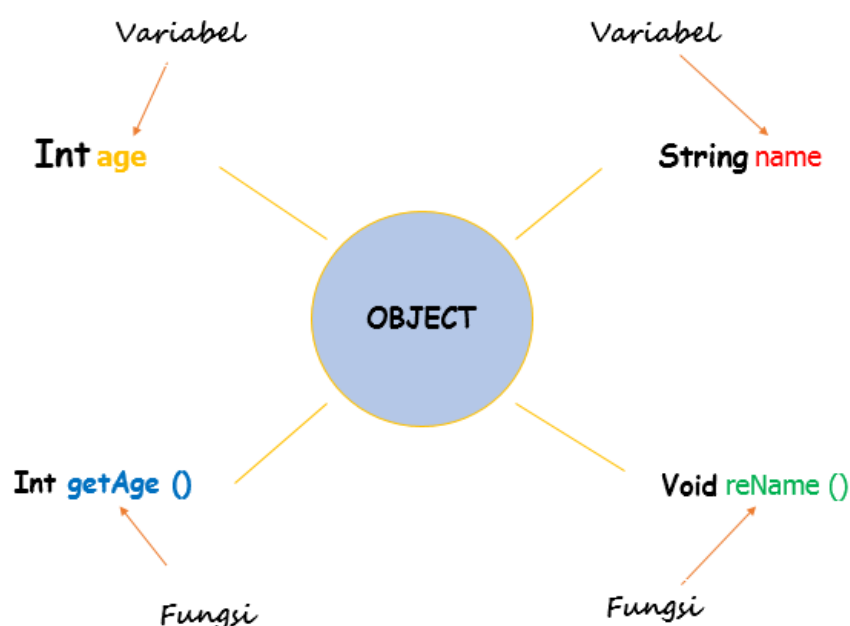 Variabel
Variabel
Int age
String name
OBJECT
Int getAge ()
Void reName ()
Fungsi
Fungsi